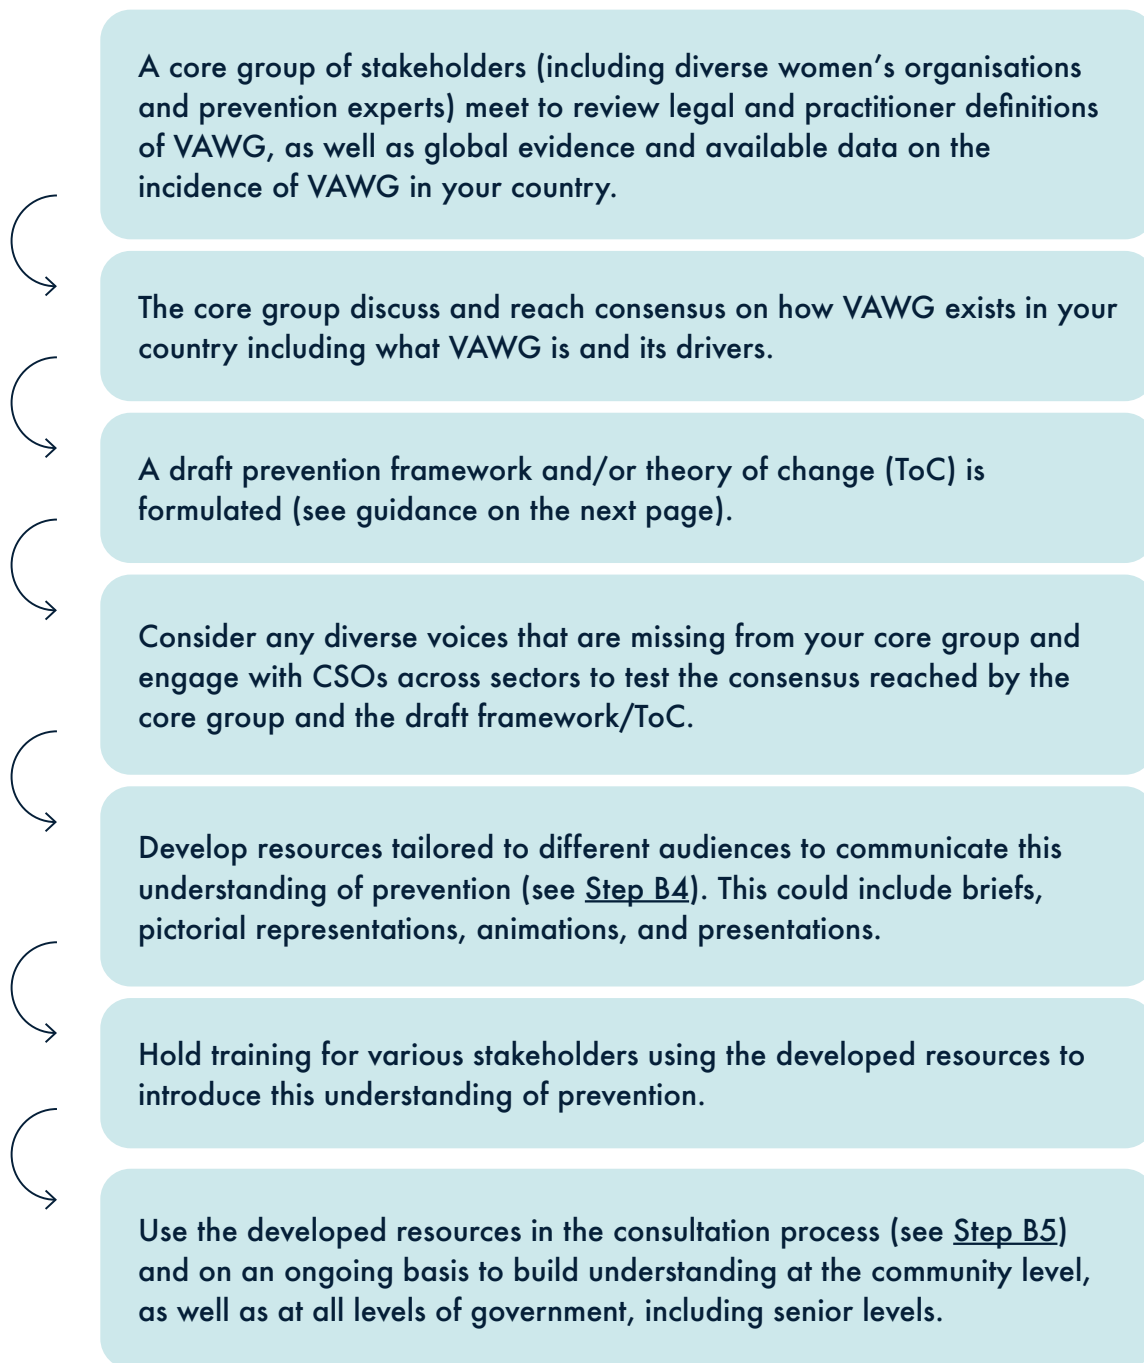 A core group of stakeholders (including diverse women’s organisations
and prevention experts) meet to review legal and practitioner definitions
of VAWG, as well as global evidence and available data on the
incidence of VAWG in your country.
The core group discuss and reach consensus on how VAWG exists in your
country including what VAWG is and its drivers.
A draft prevention framework and/or theory of change (ToC) is
formulated (see guidance on the next page).
Consider any diverse voices that are missing from your core group and
engage with CSOs across sectors to test the consensus reached by the
core group and the draft framework/ToC.
Develop resources tailored to different audiences to communicate this
understanding of prevention (see Step B4). This could include briefs,
pictorial representations, animations, and presentations.
Hold training for various stakeholders using the developed resources to
introduce this understanding of prevention.
Use the developed resources in the consultation process (see Step B5)
and on an ongoing basis to build understanding at the community level,
as well as at all levels of government, including senior levels.